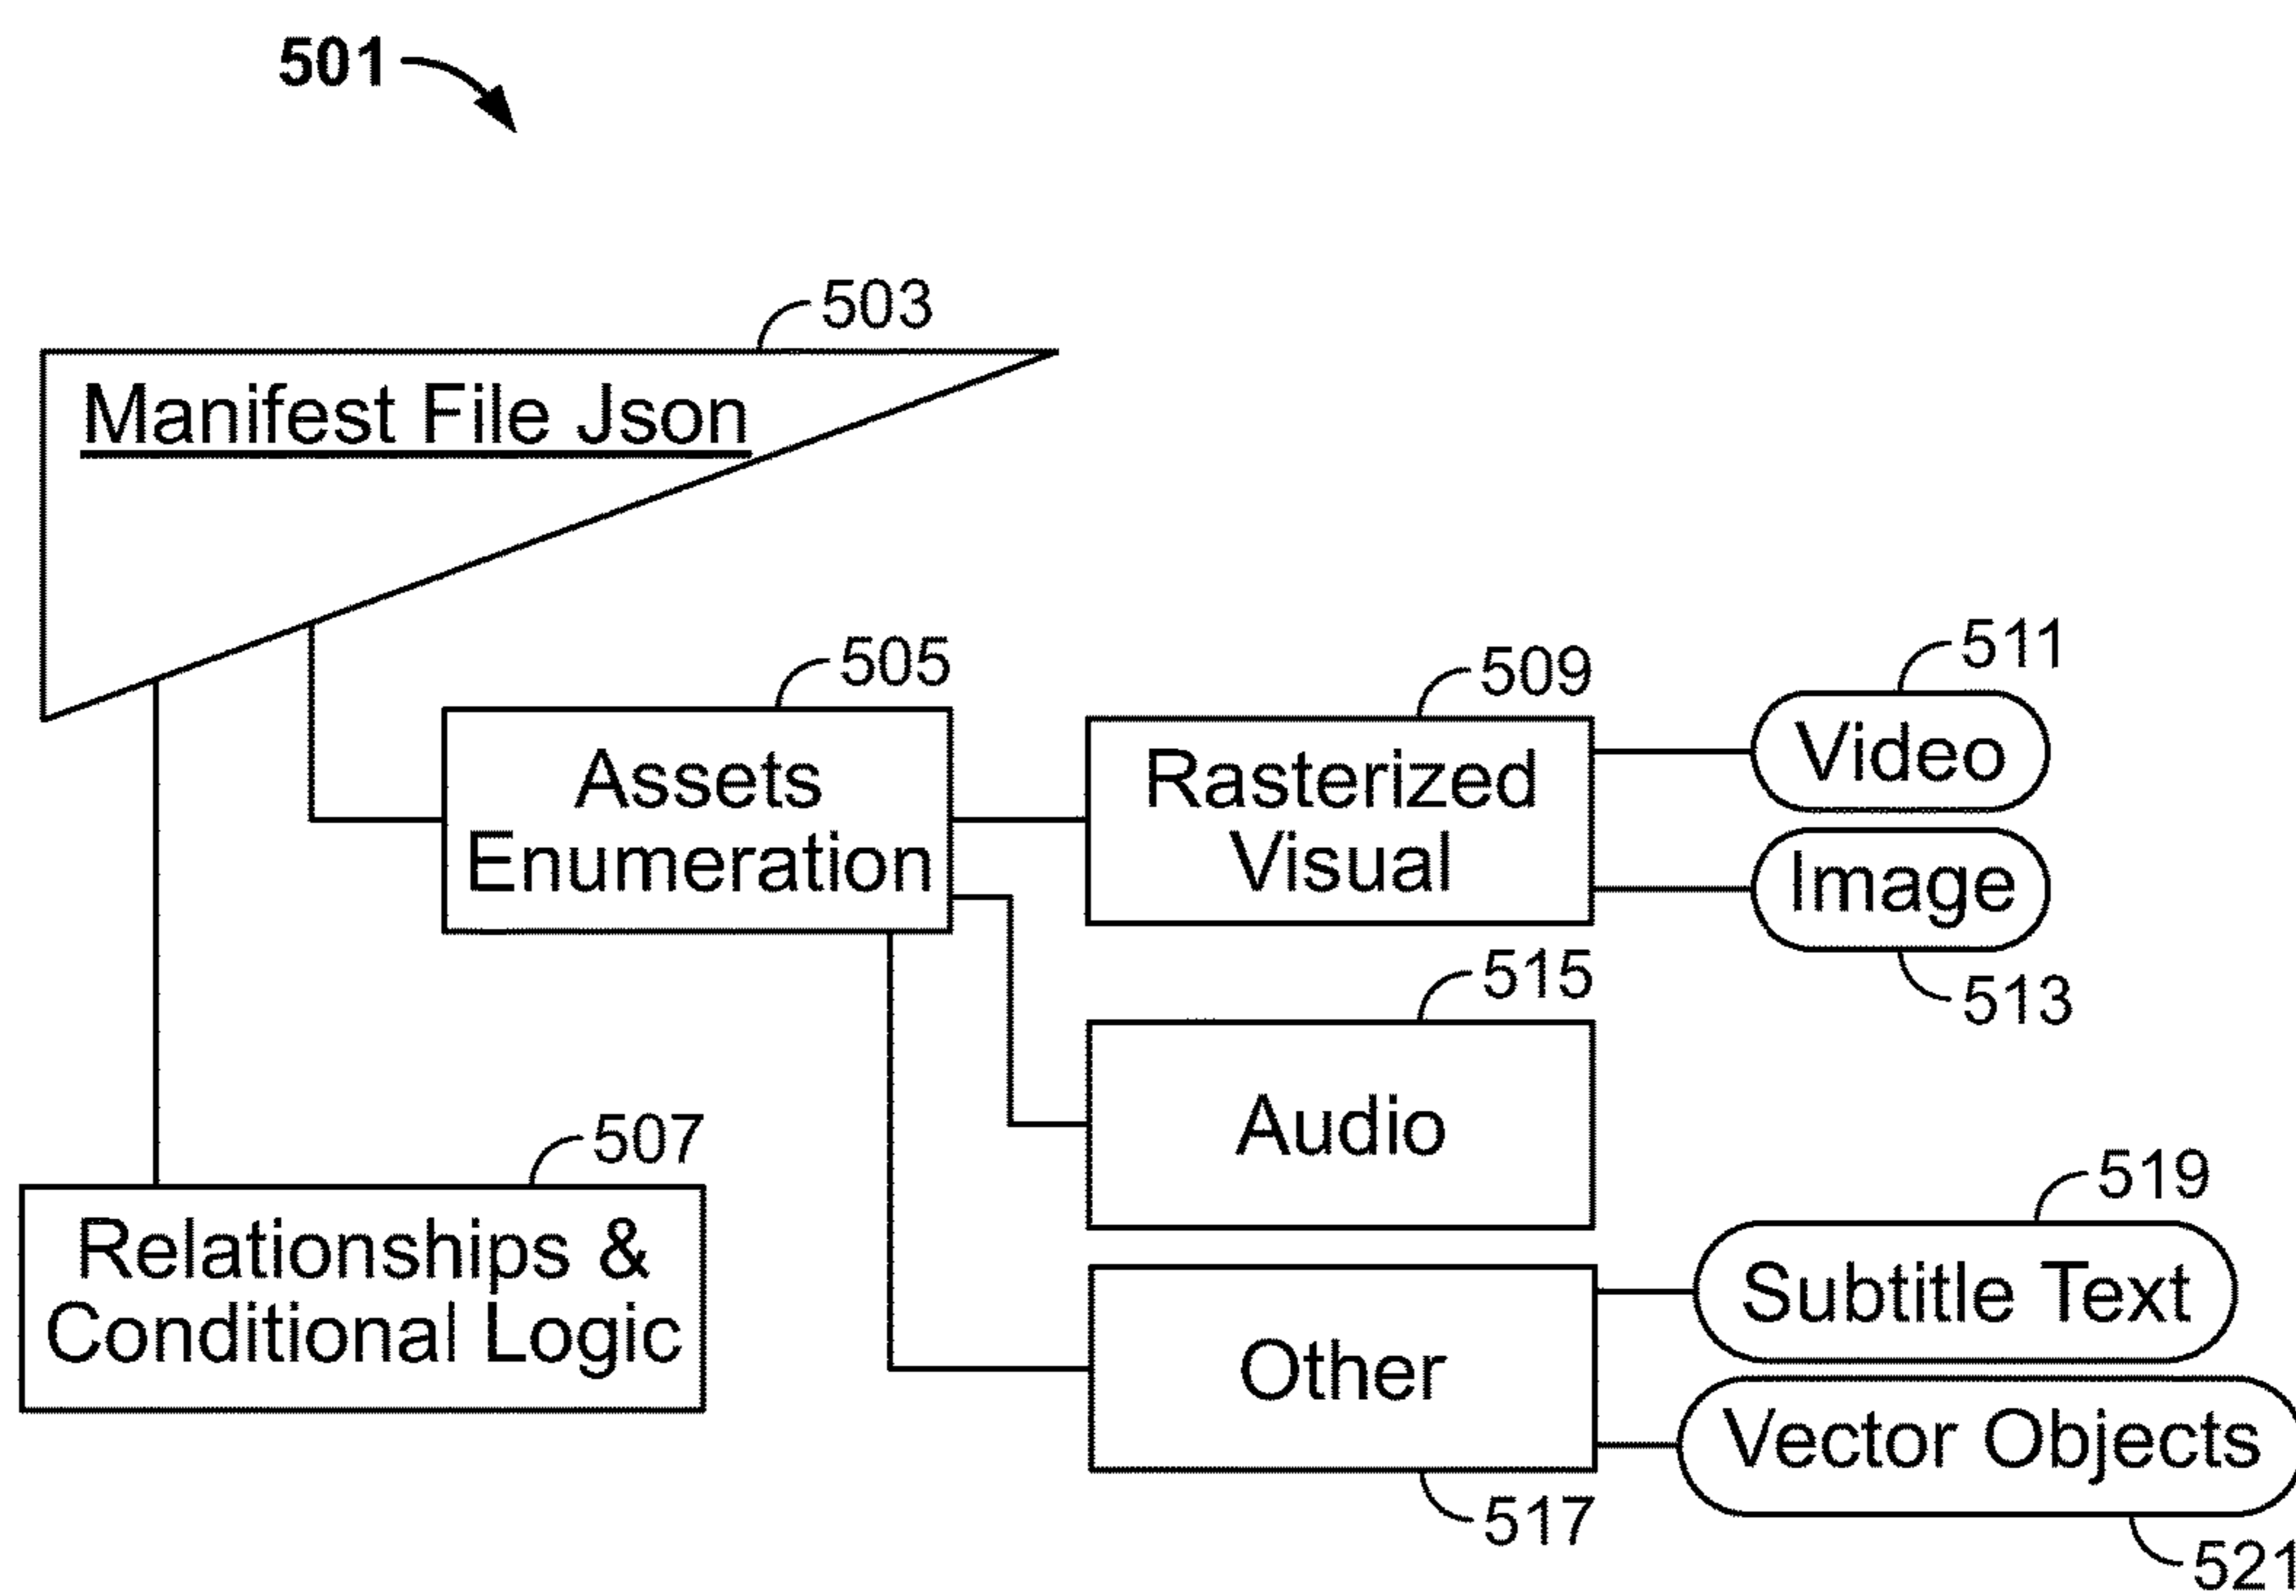 501
503
Manifest File Json
505
Assets
Enumeration
509
Rasterized
Visual
511
Video
Image
513
515
Audio
507
Relationships &
Conditional Logic
519
Subtitle Text
Other
Vector Objects
517
521